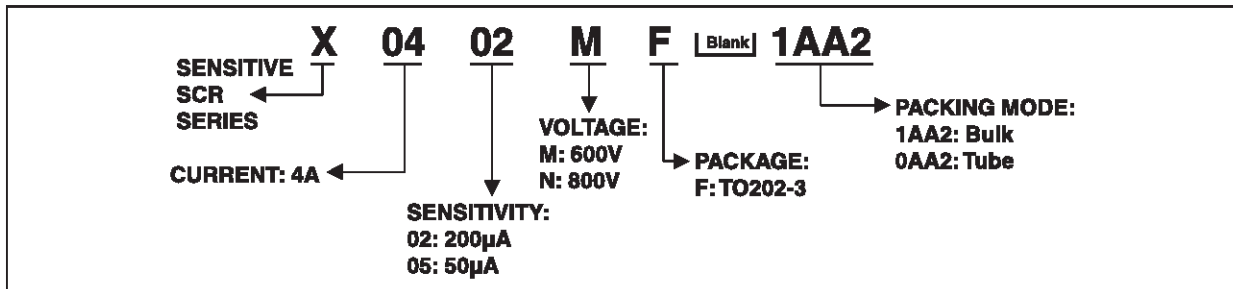 X 04 02 M F Blank 1AA2
SENSITIVE
SCR
SERIES
CURRENT: 4A
SENSITIVITY:
02: 200µA
05: 50µA
VOLTAGE:
M: 600V
N: 800V
PACKAGE:
F: TO202-3
PACKING MODE:
1AA2: Bulk
0AA2: Tube